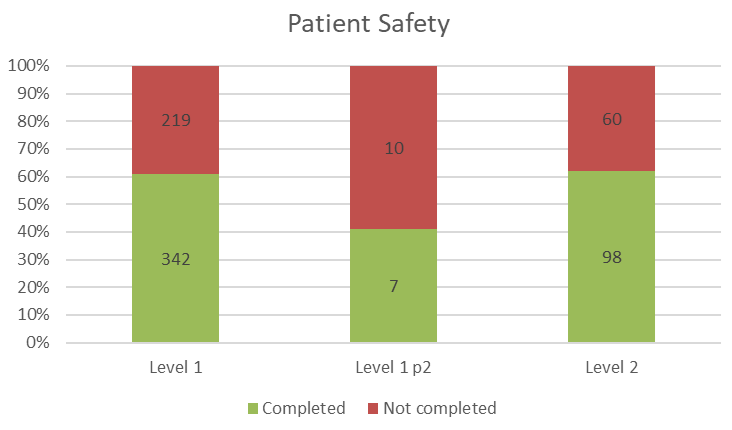 Patient Safety
100%
90%
80%
70%
60%
50%
40%
30%
20%
10%
0%
219
10
60
342
7
98
Level 1
Level 1 p2
Level 2
Completed
Not completed